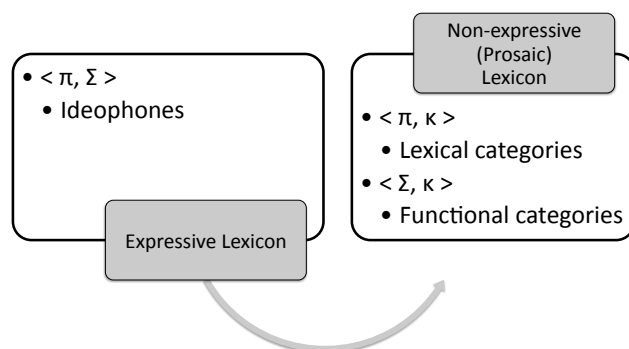 • < π, Σ >
• Ideophones
Expressive Lexicon
Non-expressive
(Prosaic)
Lexicon
• < π, κ >
• Lexical categories
• < Σ, κ >
• Functional categories